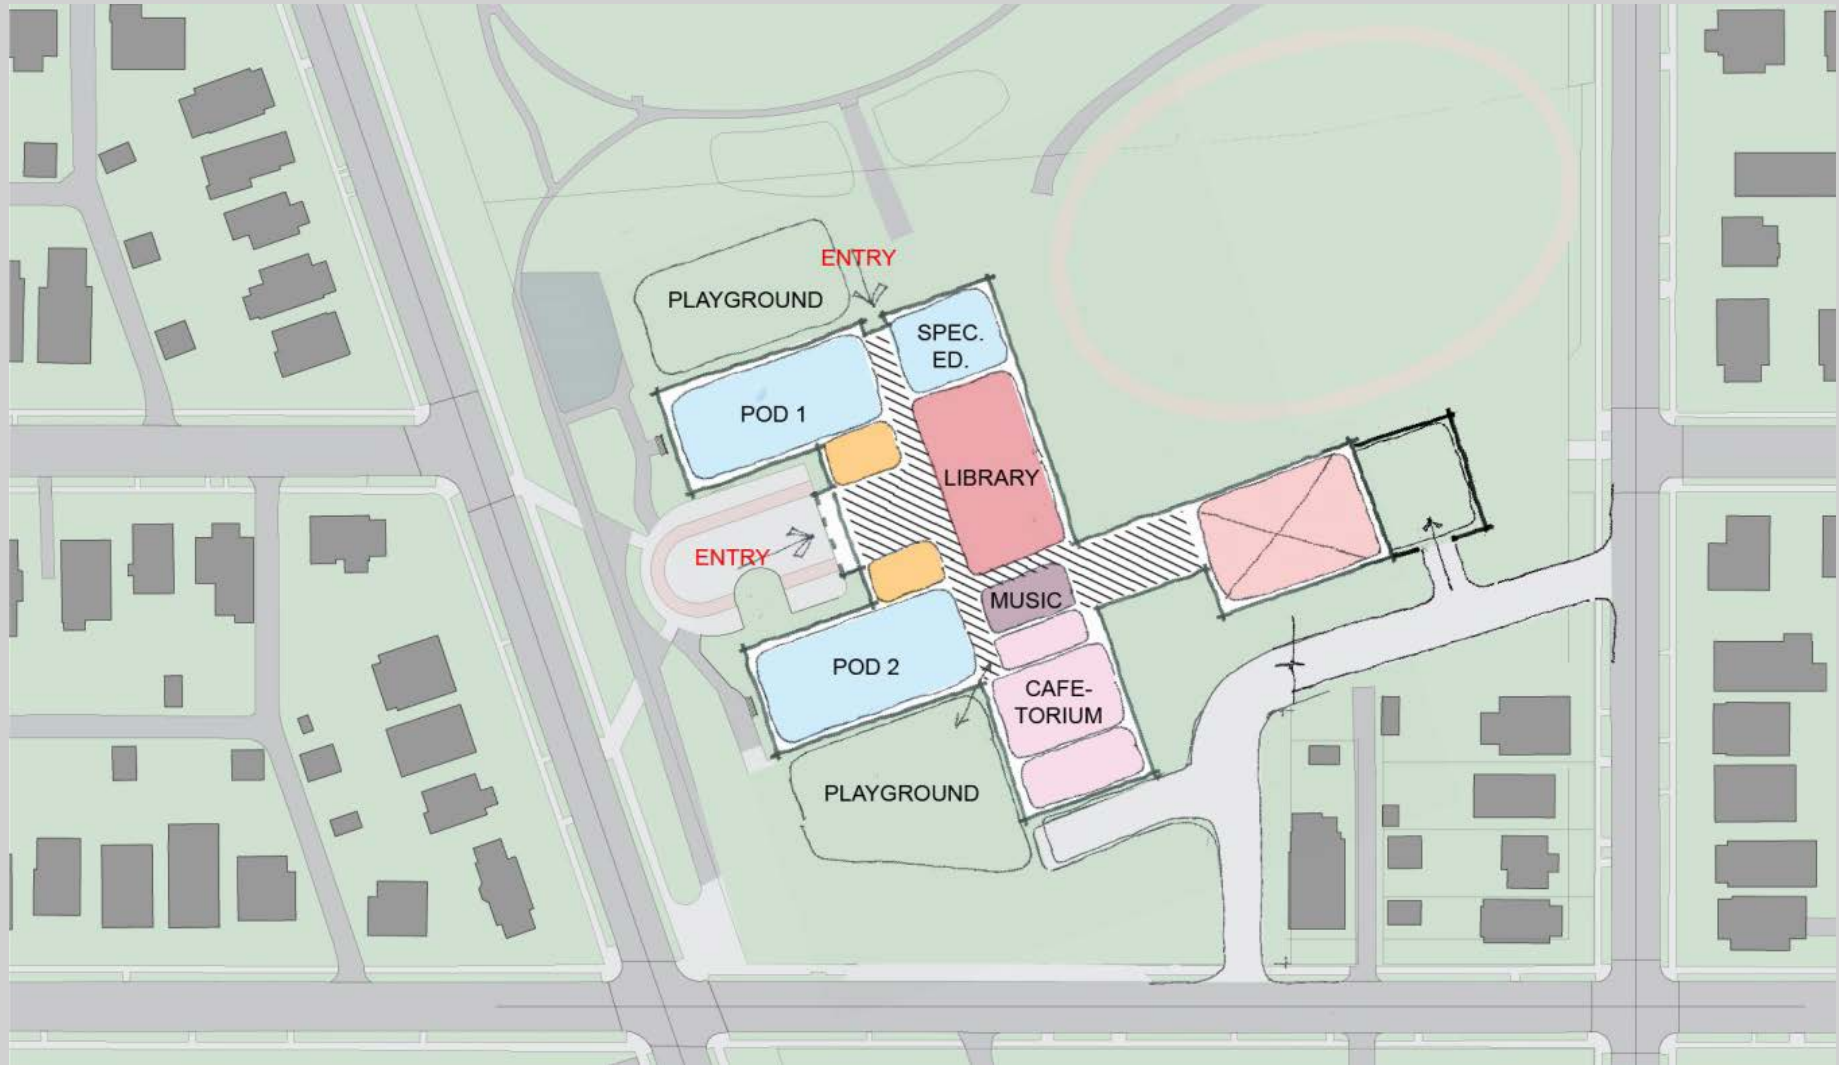 ENTRY
PLAYGROUND
SPEC.
ED.
POD 1
LIBRARY
ENTRY
MUSIC
POD 2
CAFE-
TORIUM
PLAYGROUND